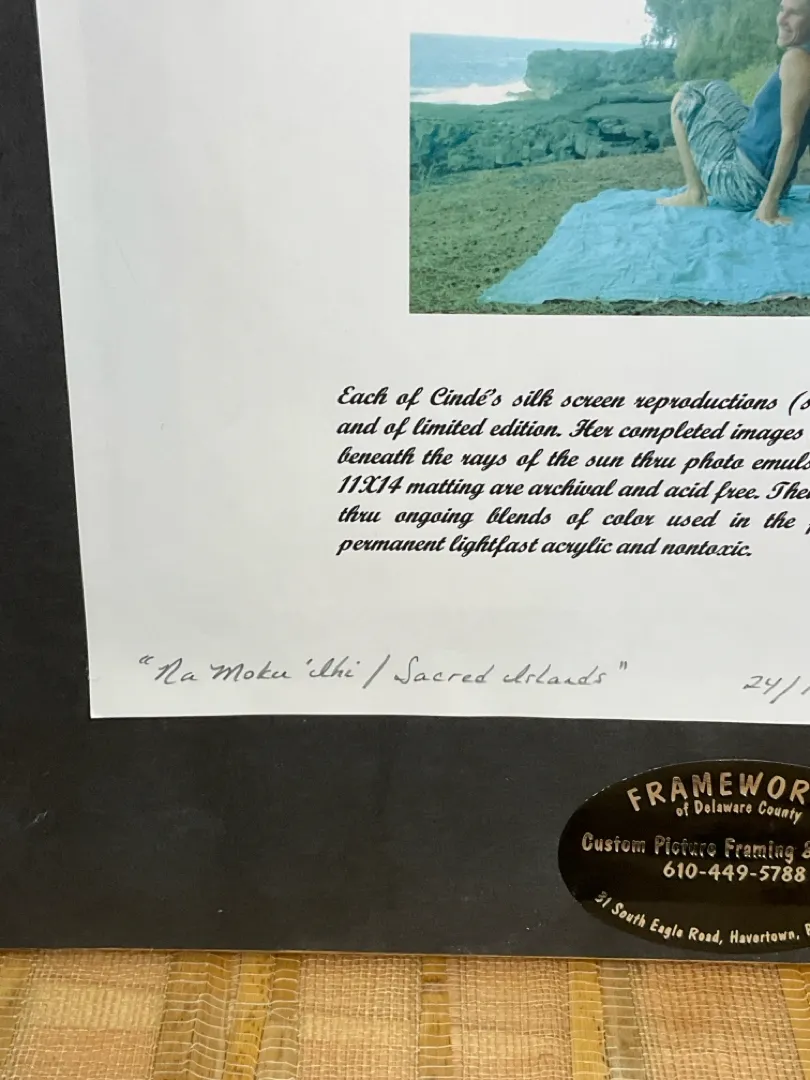 Each of Cindé's silk screen reproductions (s
and of limited edition. Her completed images
beneath the rays of the sun thru photo emuls
11X14 matting are archival and acid free. The
thru ongoing blends of color used in the
permanent lightfast acrylic and nontoxic.
"Na Moku 'Ihi / Sacred Islands"
24/
FRAMEWOR
of Delaware County
Custom Picture Framing &
610-449-5788
31 South Eagle Road, Havertown,